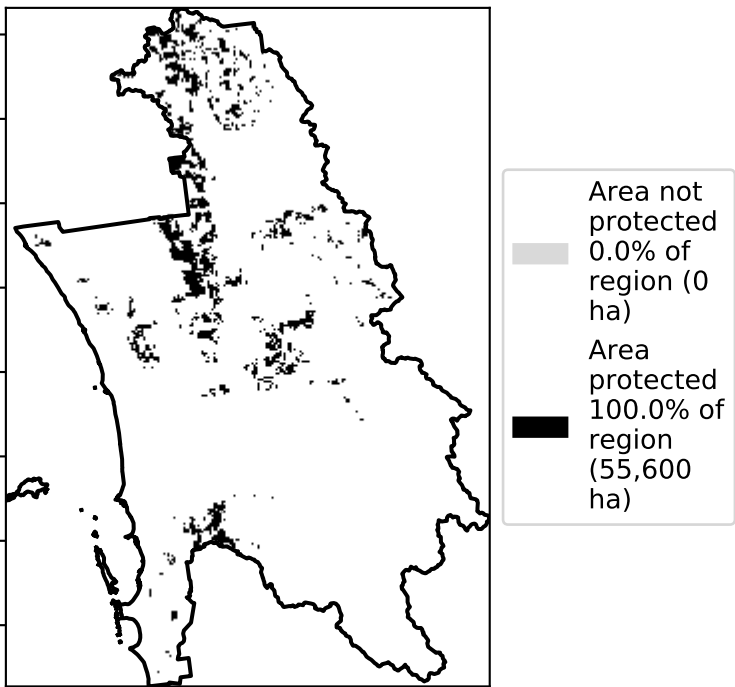 Area not
protected
0.0% of
region (0
ha)
Area
protected
100.0% of
region
(55,600
ha)